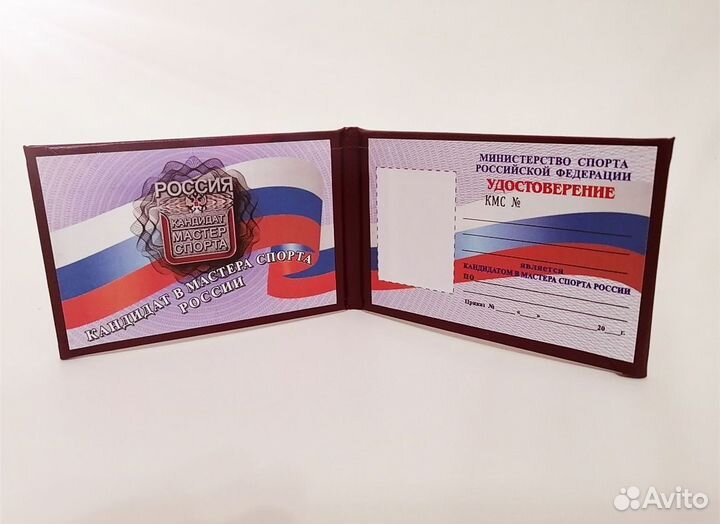 РОССИЯ
КАНДИДАТ
МАСТЕР
СПОРТА
КАНДИДАТ В МАСТЕРА СПОРТА
РОССИИ
МИНИСТЕРСТВО СПОРТА
РОССИЙСКОЙ ФЕДЕРАЦИИ
УДОСТОВЕРЕНИЕ
КМС №
является
КАНДИДАТОМ В МАСТЕРА СПОРТА РОССИИ
ПО
Приказ № « » 20 г.
Avito